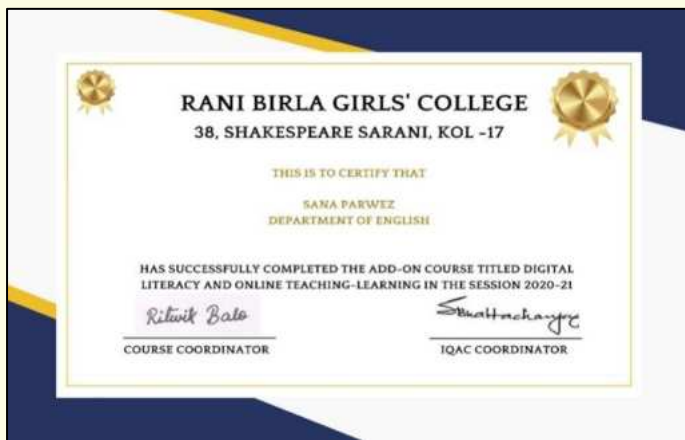 RANI BIRLA GIRLS' COLLEGE
38, SHAKESPEARE SARANI, KOL -17
THIS IS TO CERTIFY THAT
SANA PARWEZ
DEPARTMENT OF ENGLISH
HAS SUCCESSFULLY COMPLETED THE ADD-ON COURSE TITLED DIGITAL
LITERACY AND ONLINE TEACHING-LEARNING IN THE SESSION 2020-21
Ritwik Balo
COURSE COORDINATOR
IQAC COORDINATOR